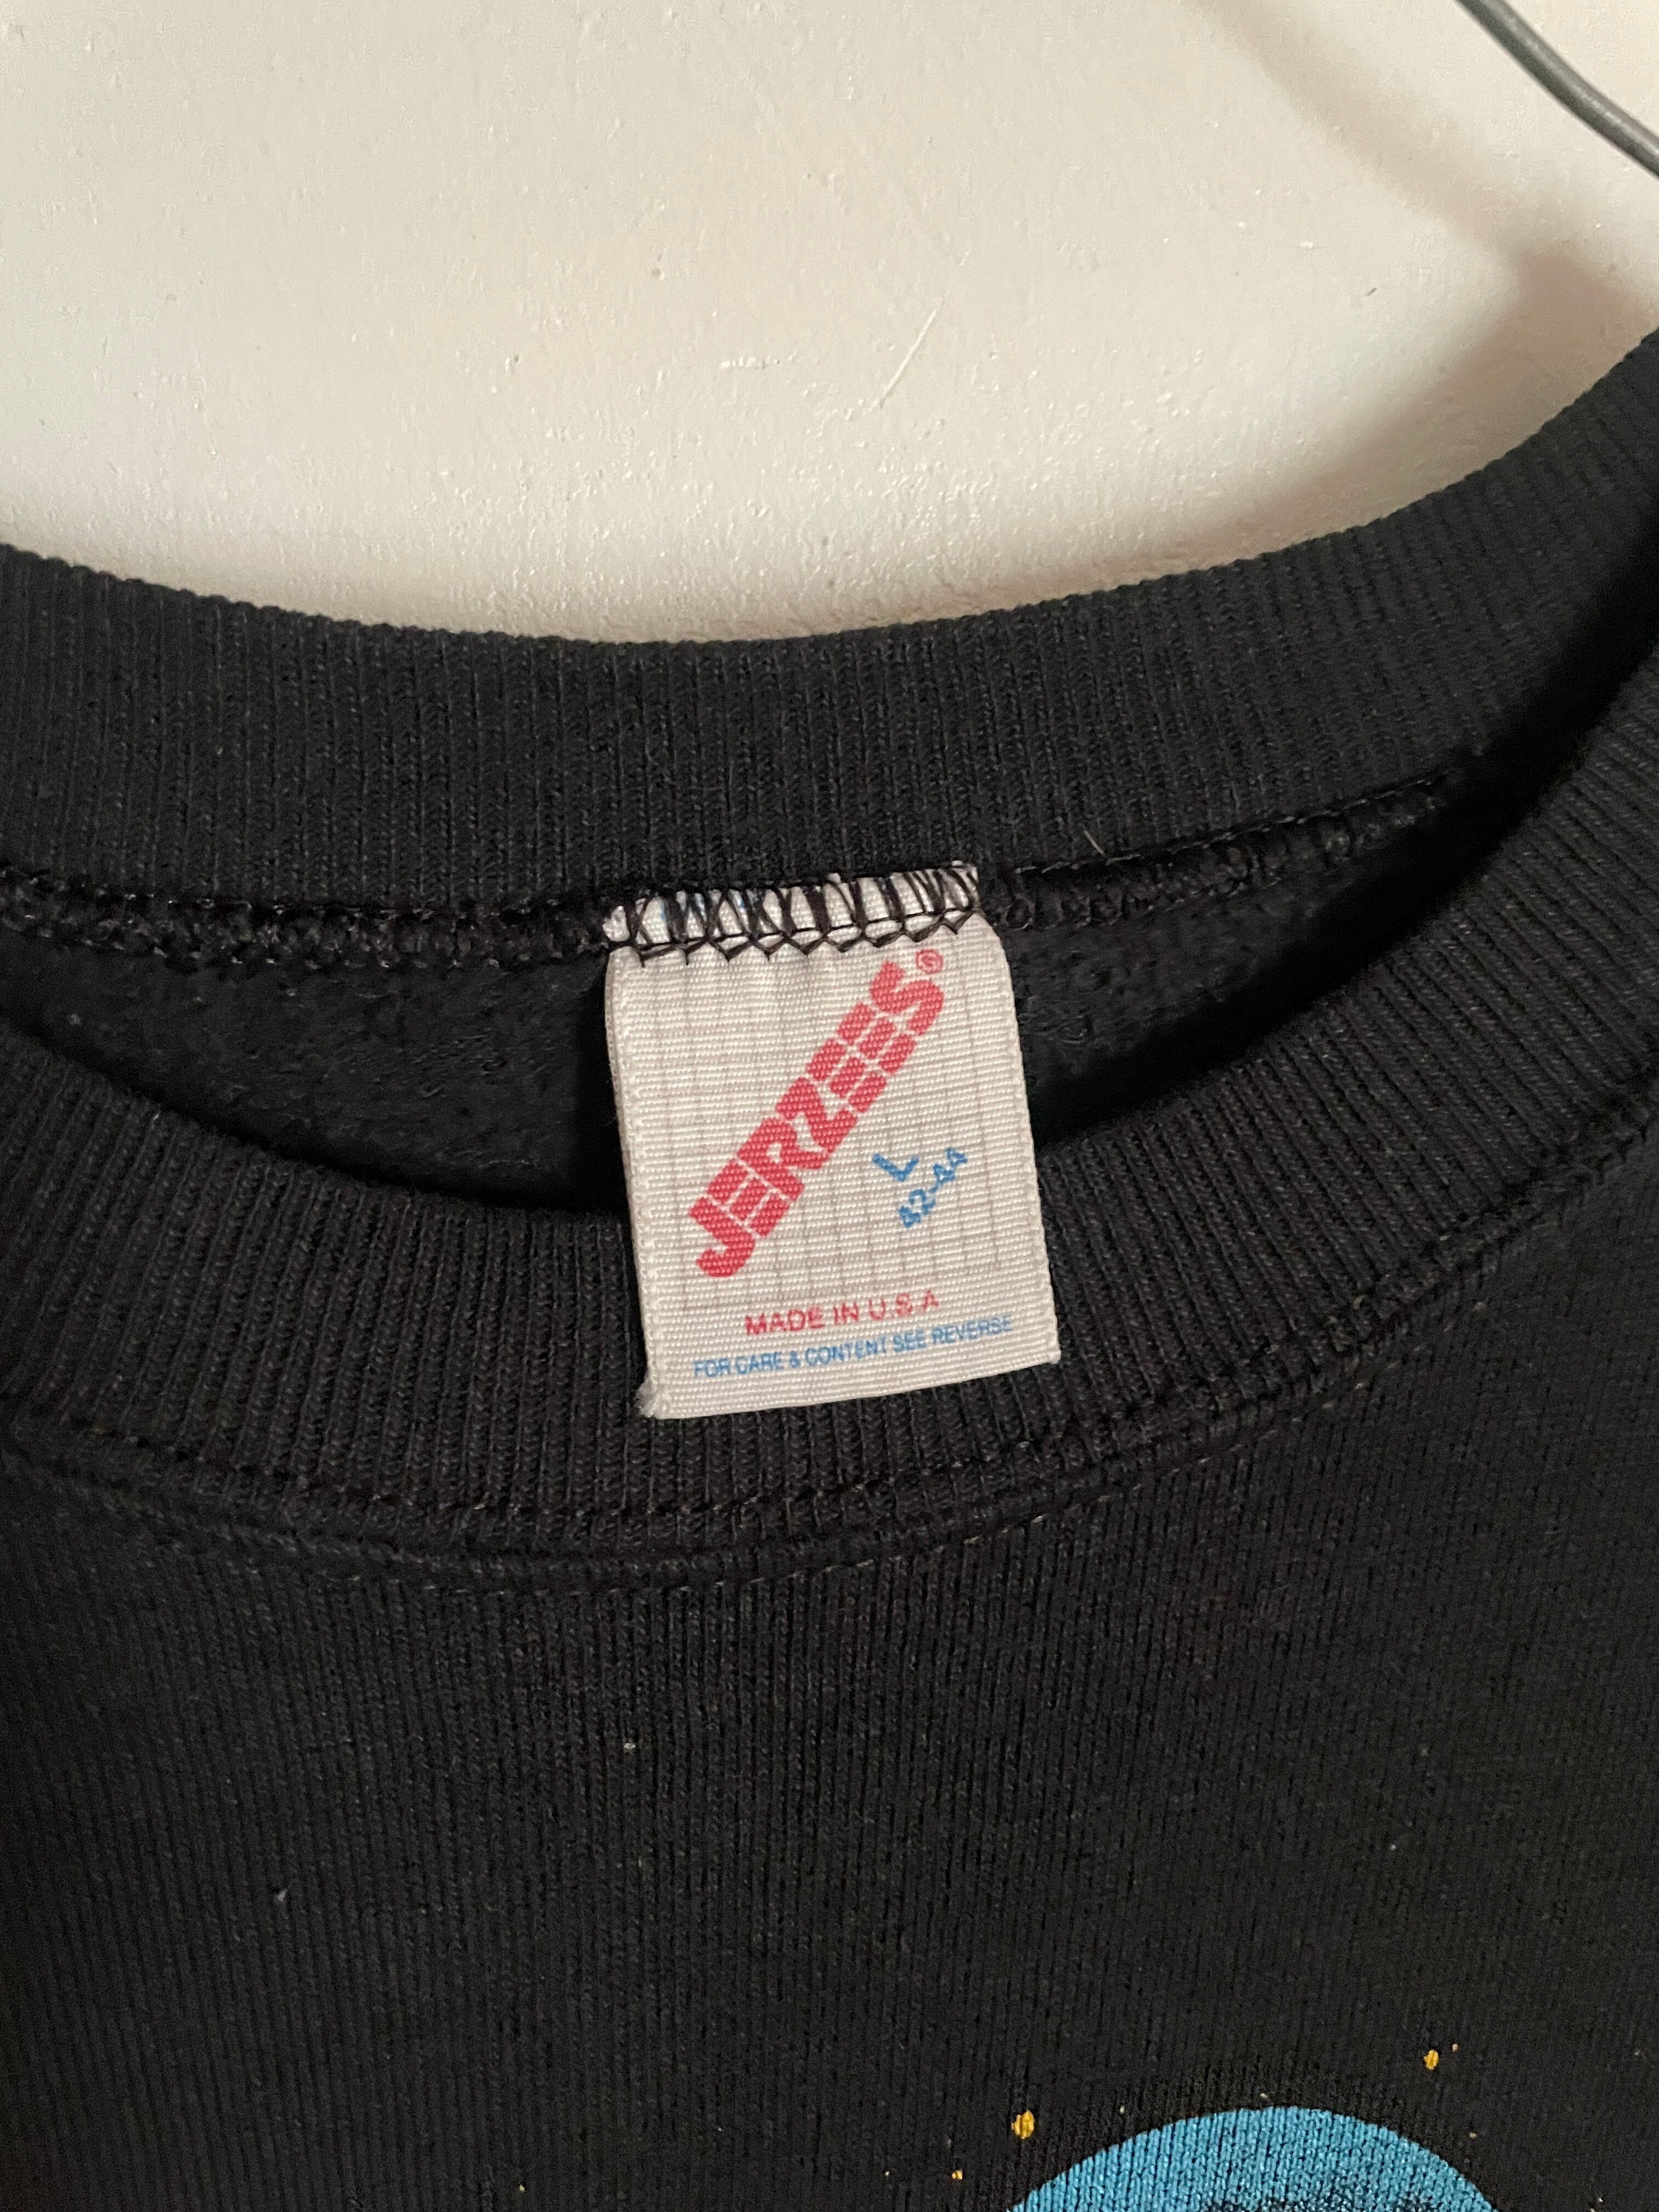 JERZEES®
L
42-44
MADE IN U.S.A
FOR CARE & CONTENT SEE REVERSE